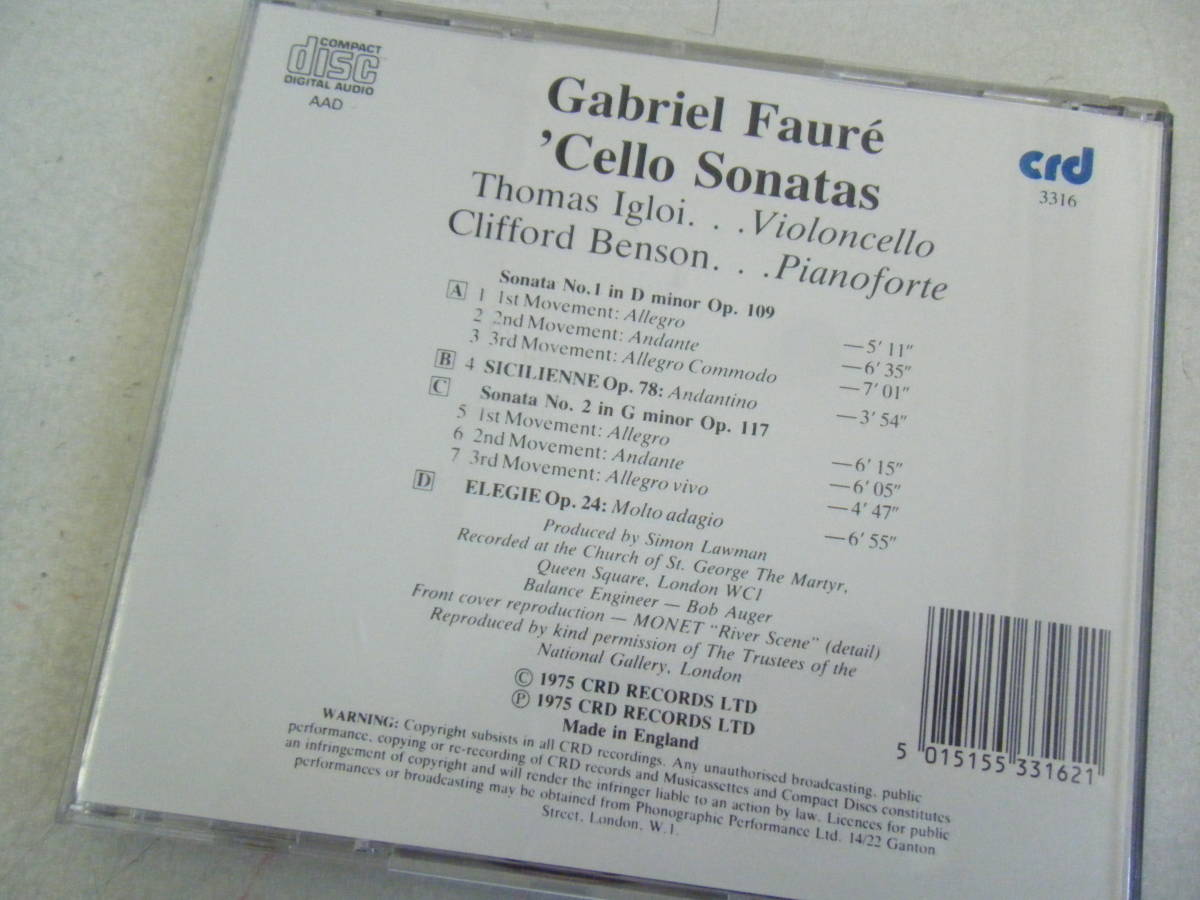 COMPACT
disc
DIGITAL AUDIO
AAD
Gabriel Fauré
’Cello Sonatas
Thomas Igloi. . .Violoncello
Clifford Benson. . .Pianoforte
crd
3316
Sonata No.1 in D minor Op. 109
A 1 1st Movement: Allegro —5′ 11″
2 2nd Movement: Andante —6′ 35″
3 3rd Movement: Allegro Commodo —7′ 01″
B 4 SICILIENNE Op. 78: Andantino —3′ 54″
C Sonata No. 2 in G minor Op. 117
5 1st Movement: Allegro —6′ 15″
6 2nd Movement: Andante —6′ 05″
7 3rd Movement: Allegro vivo —4′ 47″
D ELEGIE Op. 24: Molto adagio —6′ 55″
Produced by Simon Lawman
Recorded at the Church of St. George The Martyr,
Queen Square, London WC1
Balance Engineer — Bob Auger
Front cover reproduction — MONET “River Scene” (detail)
Reproduced by kind permission of The Trustees of the
National Gallery, London
© 1975 CRD RECORDS LTD
Ⓟ 1975 CRD RECORDS LTD
Made in England
WARNING: Copyright subsists in all CRD recordings. Any unauthorised broadcasting, public
performance, copying or re-recording of CRD records and Musicassettes and Compact Discs constitutes
an infringement of copyright and will render the infringer liable to an action by law. Licences for public
performances or broadcasting may be obtained from Phonographic Performance Ltd. 14/22 Ganton
Street, London, W.1.
5 015155 331621